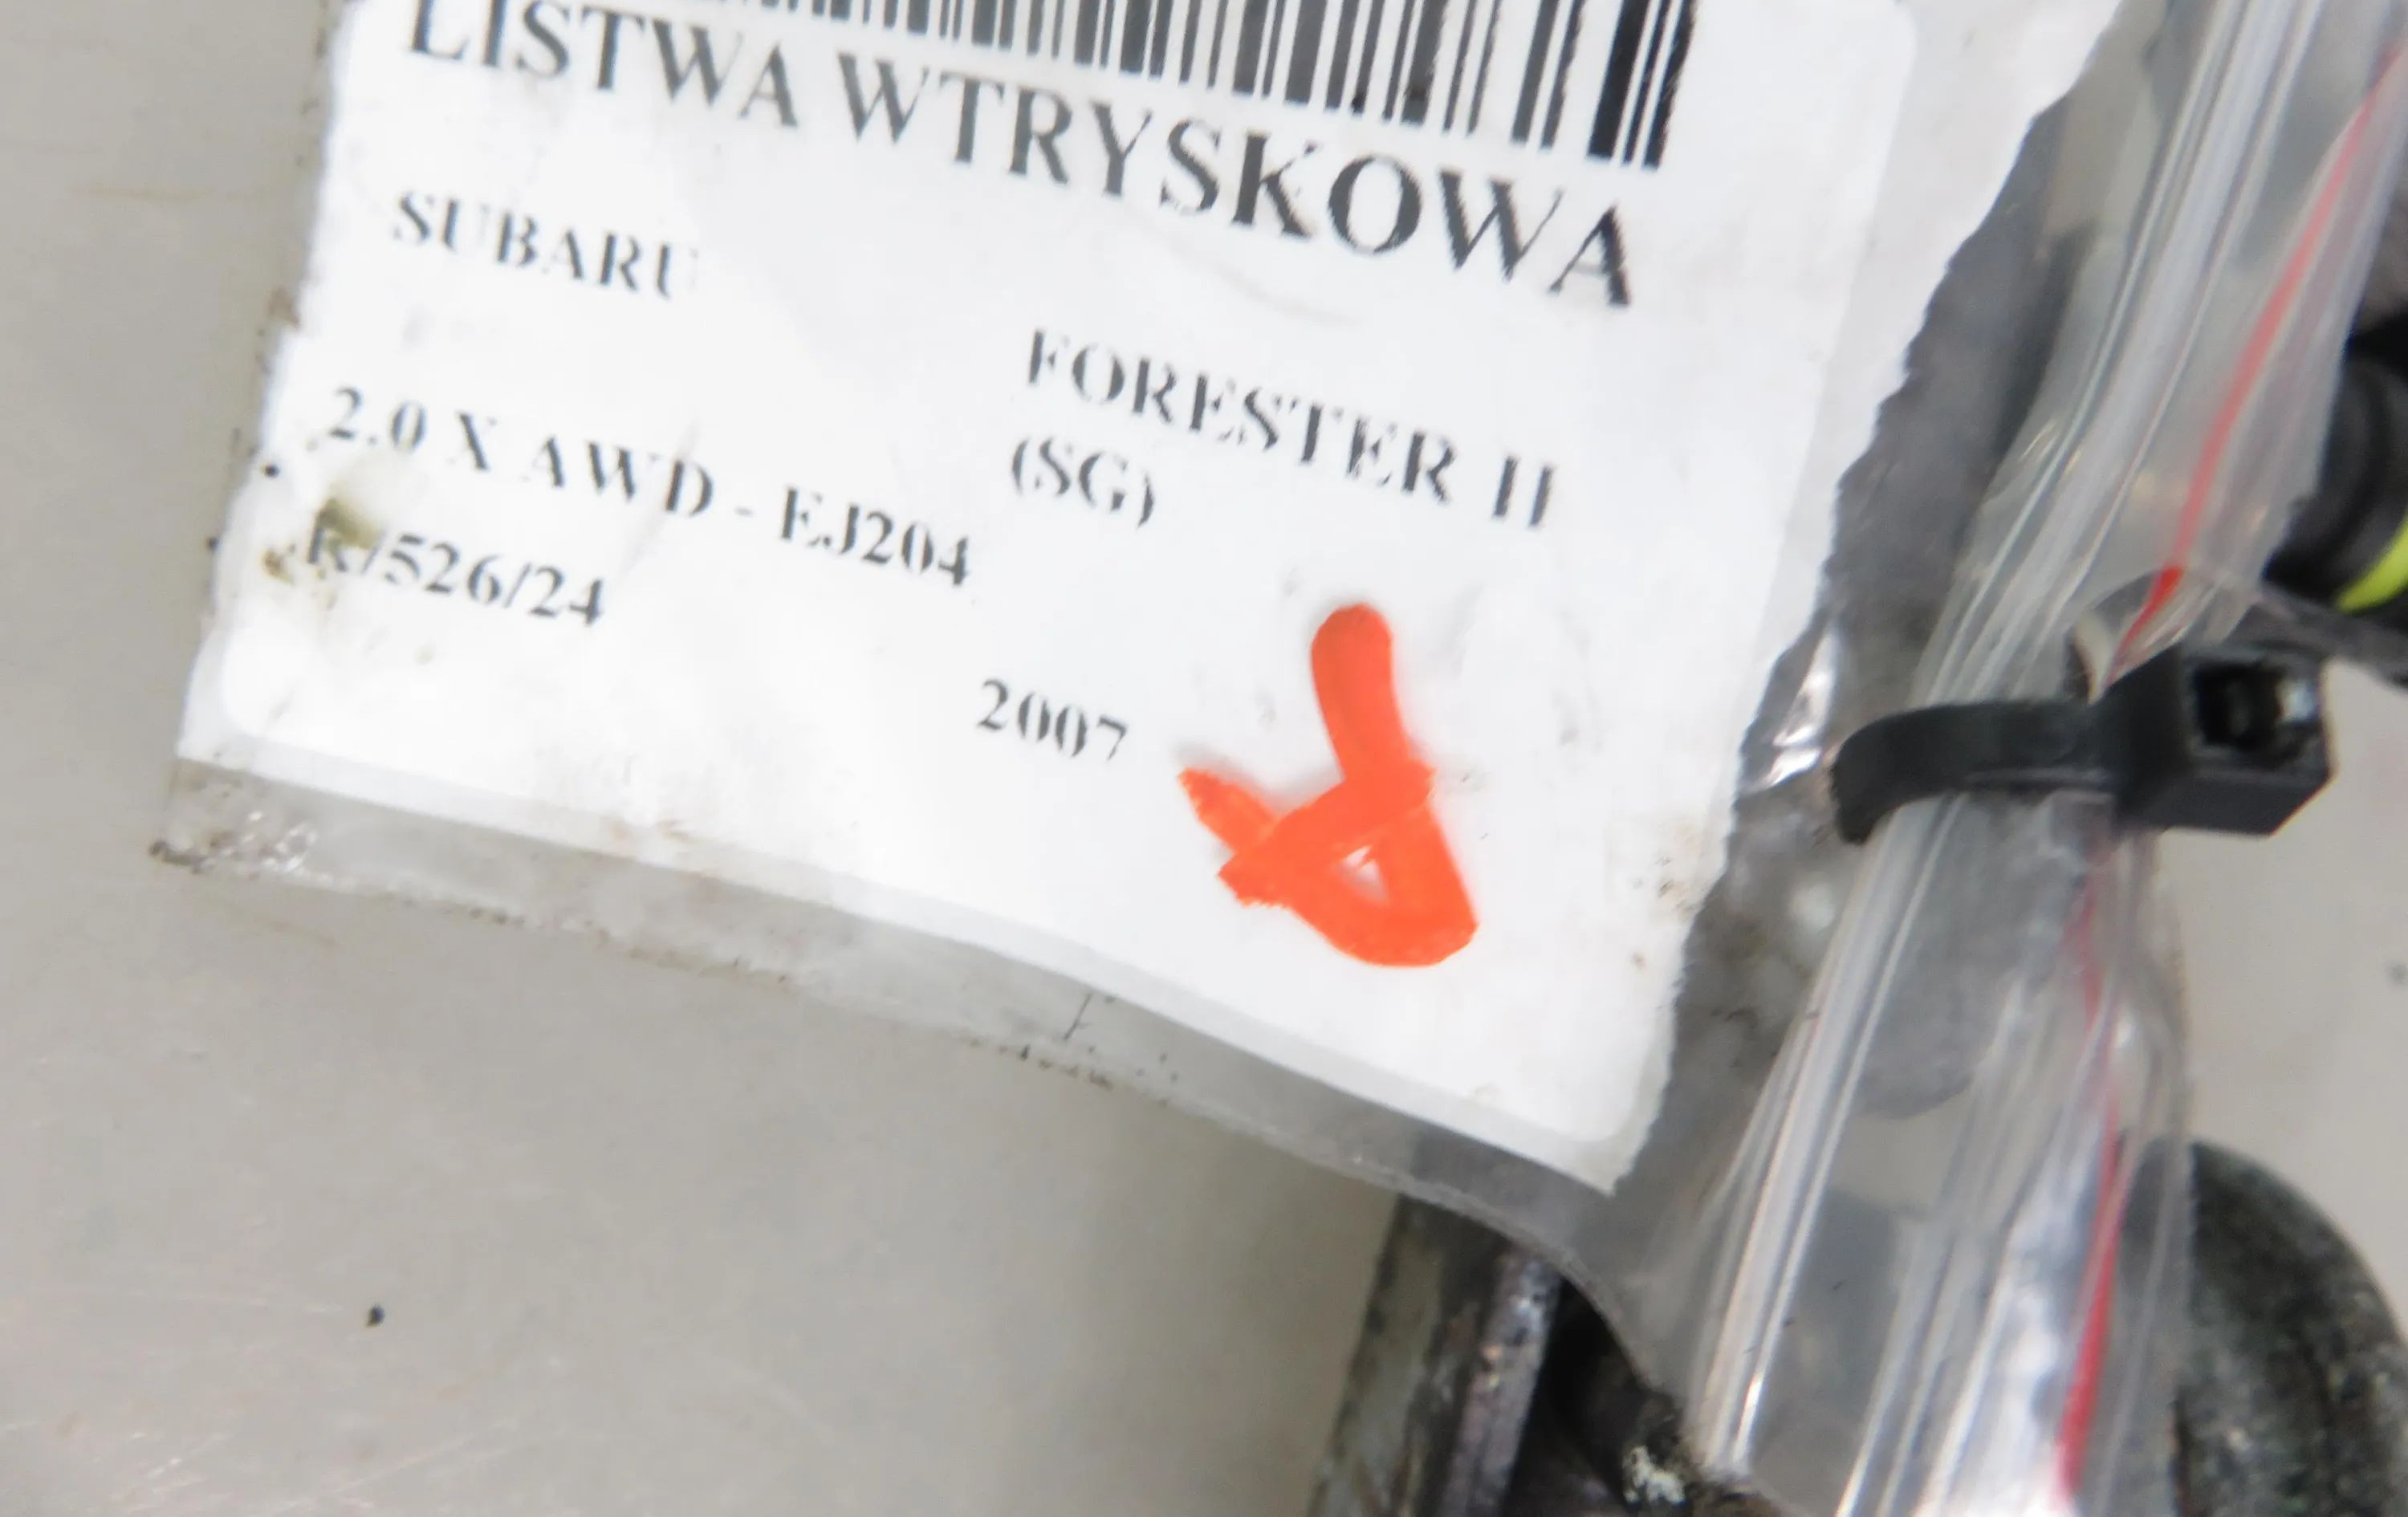 LISTWA WTRYSKOWA
SUBARU
FORESTER II
(SG)
2.0 X AWD - EJ204
R/526/24
2007